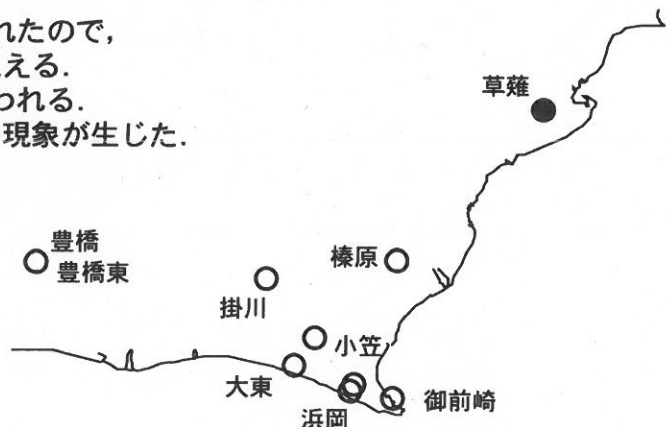 れたので，
える．
われる．
現象が生じた．
草薙
豊橋
豊橋東
榛原
掛川
小笠
大東
浜岡
御前崎